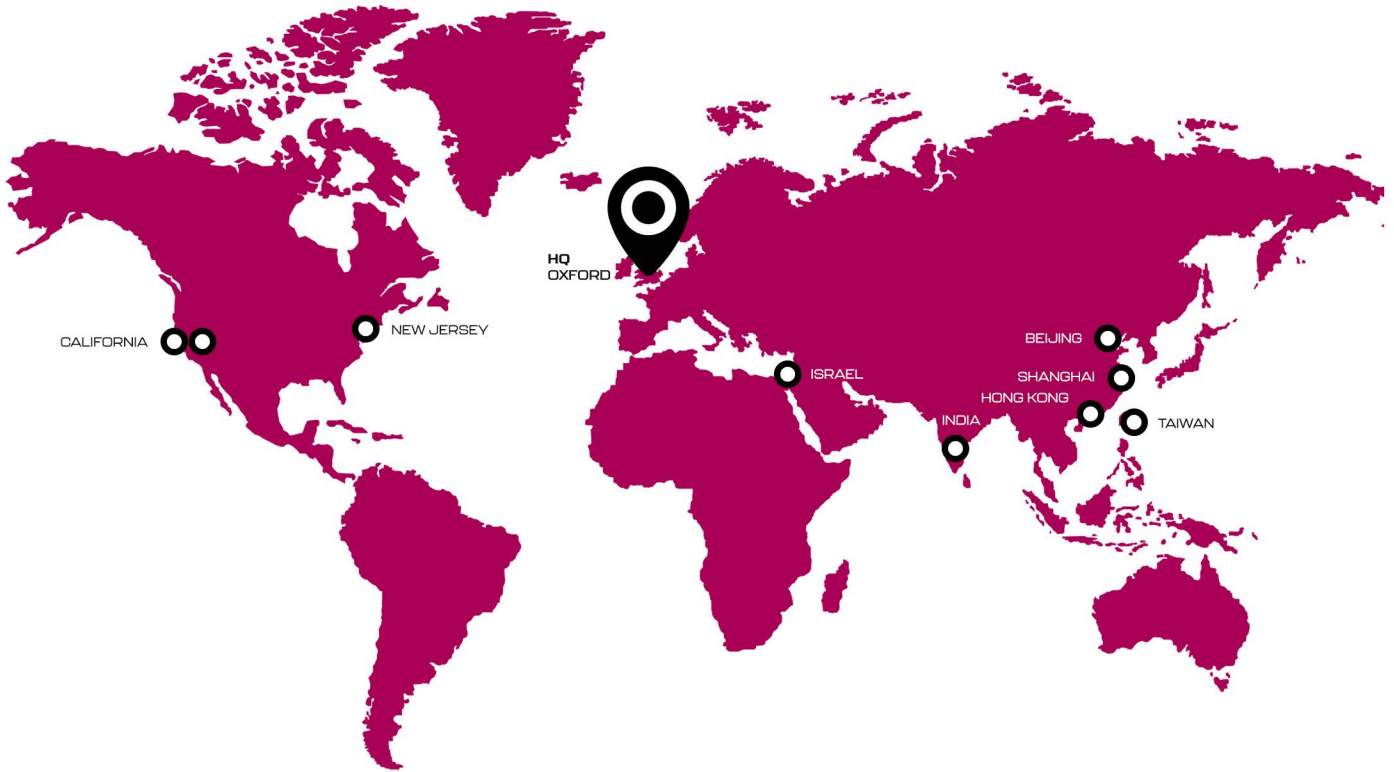 HQ
OXFORD
CALIFORNIA
NEW JERSEY
ISRAEL
INDIA
BEIJING
SHANGHAI
HONG KONG
TAIWAN